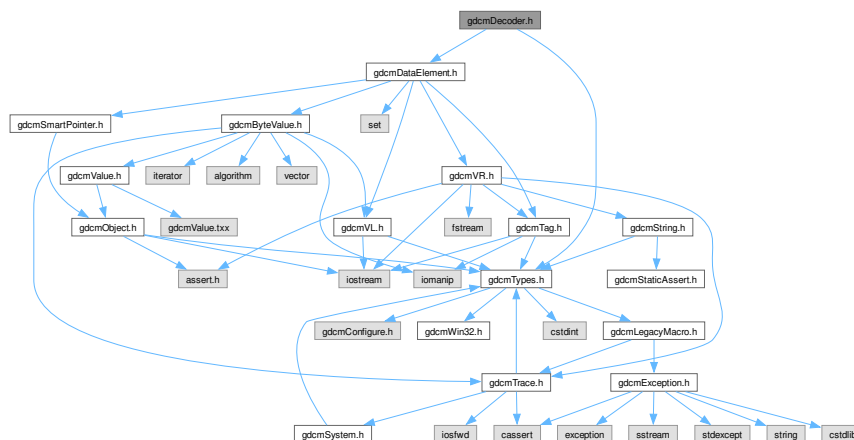 gdcmDecoder.h
gdcmDataElement.h
gdcmSmartPointer.h
gdcmByteValue.h
set
gdcmValue.h
iterator
algorithm
vector
gdcmVR.h
gdcmObject.h
gdcmValue.txx
gdcmVL.h
fstream
gdcmTag.h
gdcmString.h
assert.h
iostream
iomanip
gdcmTypes.h
gdcmStaticAssert.h
gdcmConfigure.h
gdcmWin32.h
cstdint
gdcmLegacyMacro.h
gdcmTrace.h
gdcmException.h
gdcmSystem.h
iosfwd
cassert
exception
sstream
stdexcept
string
cstdlib